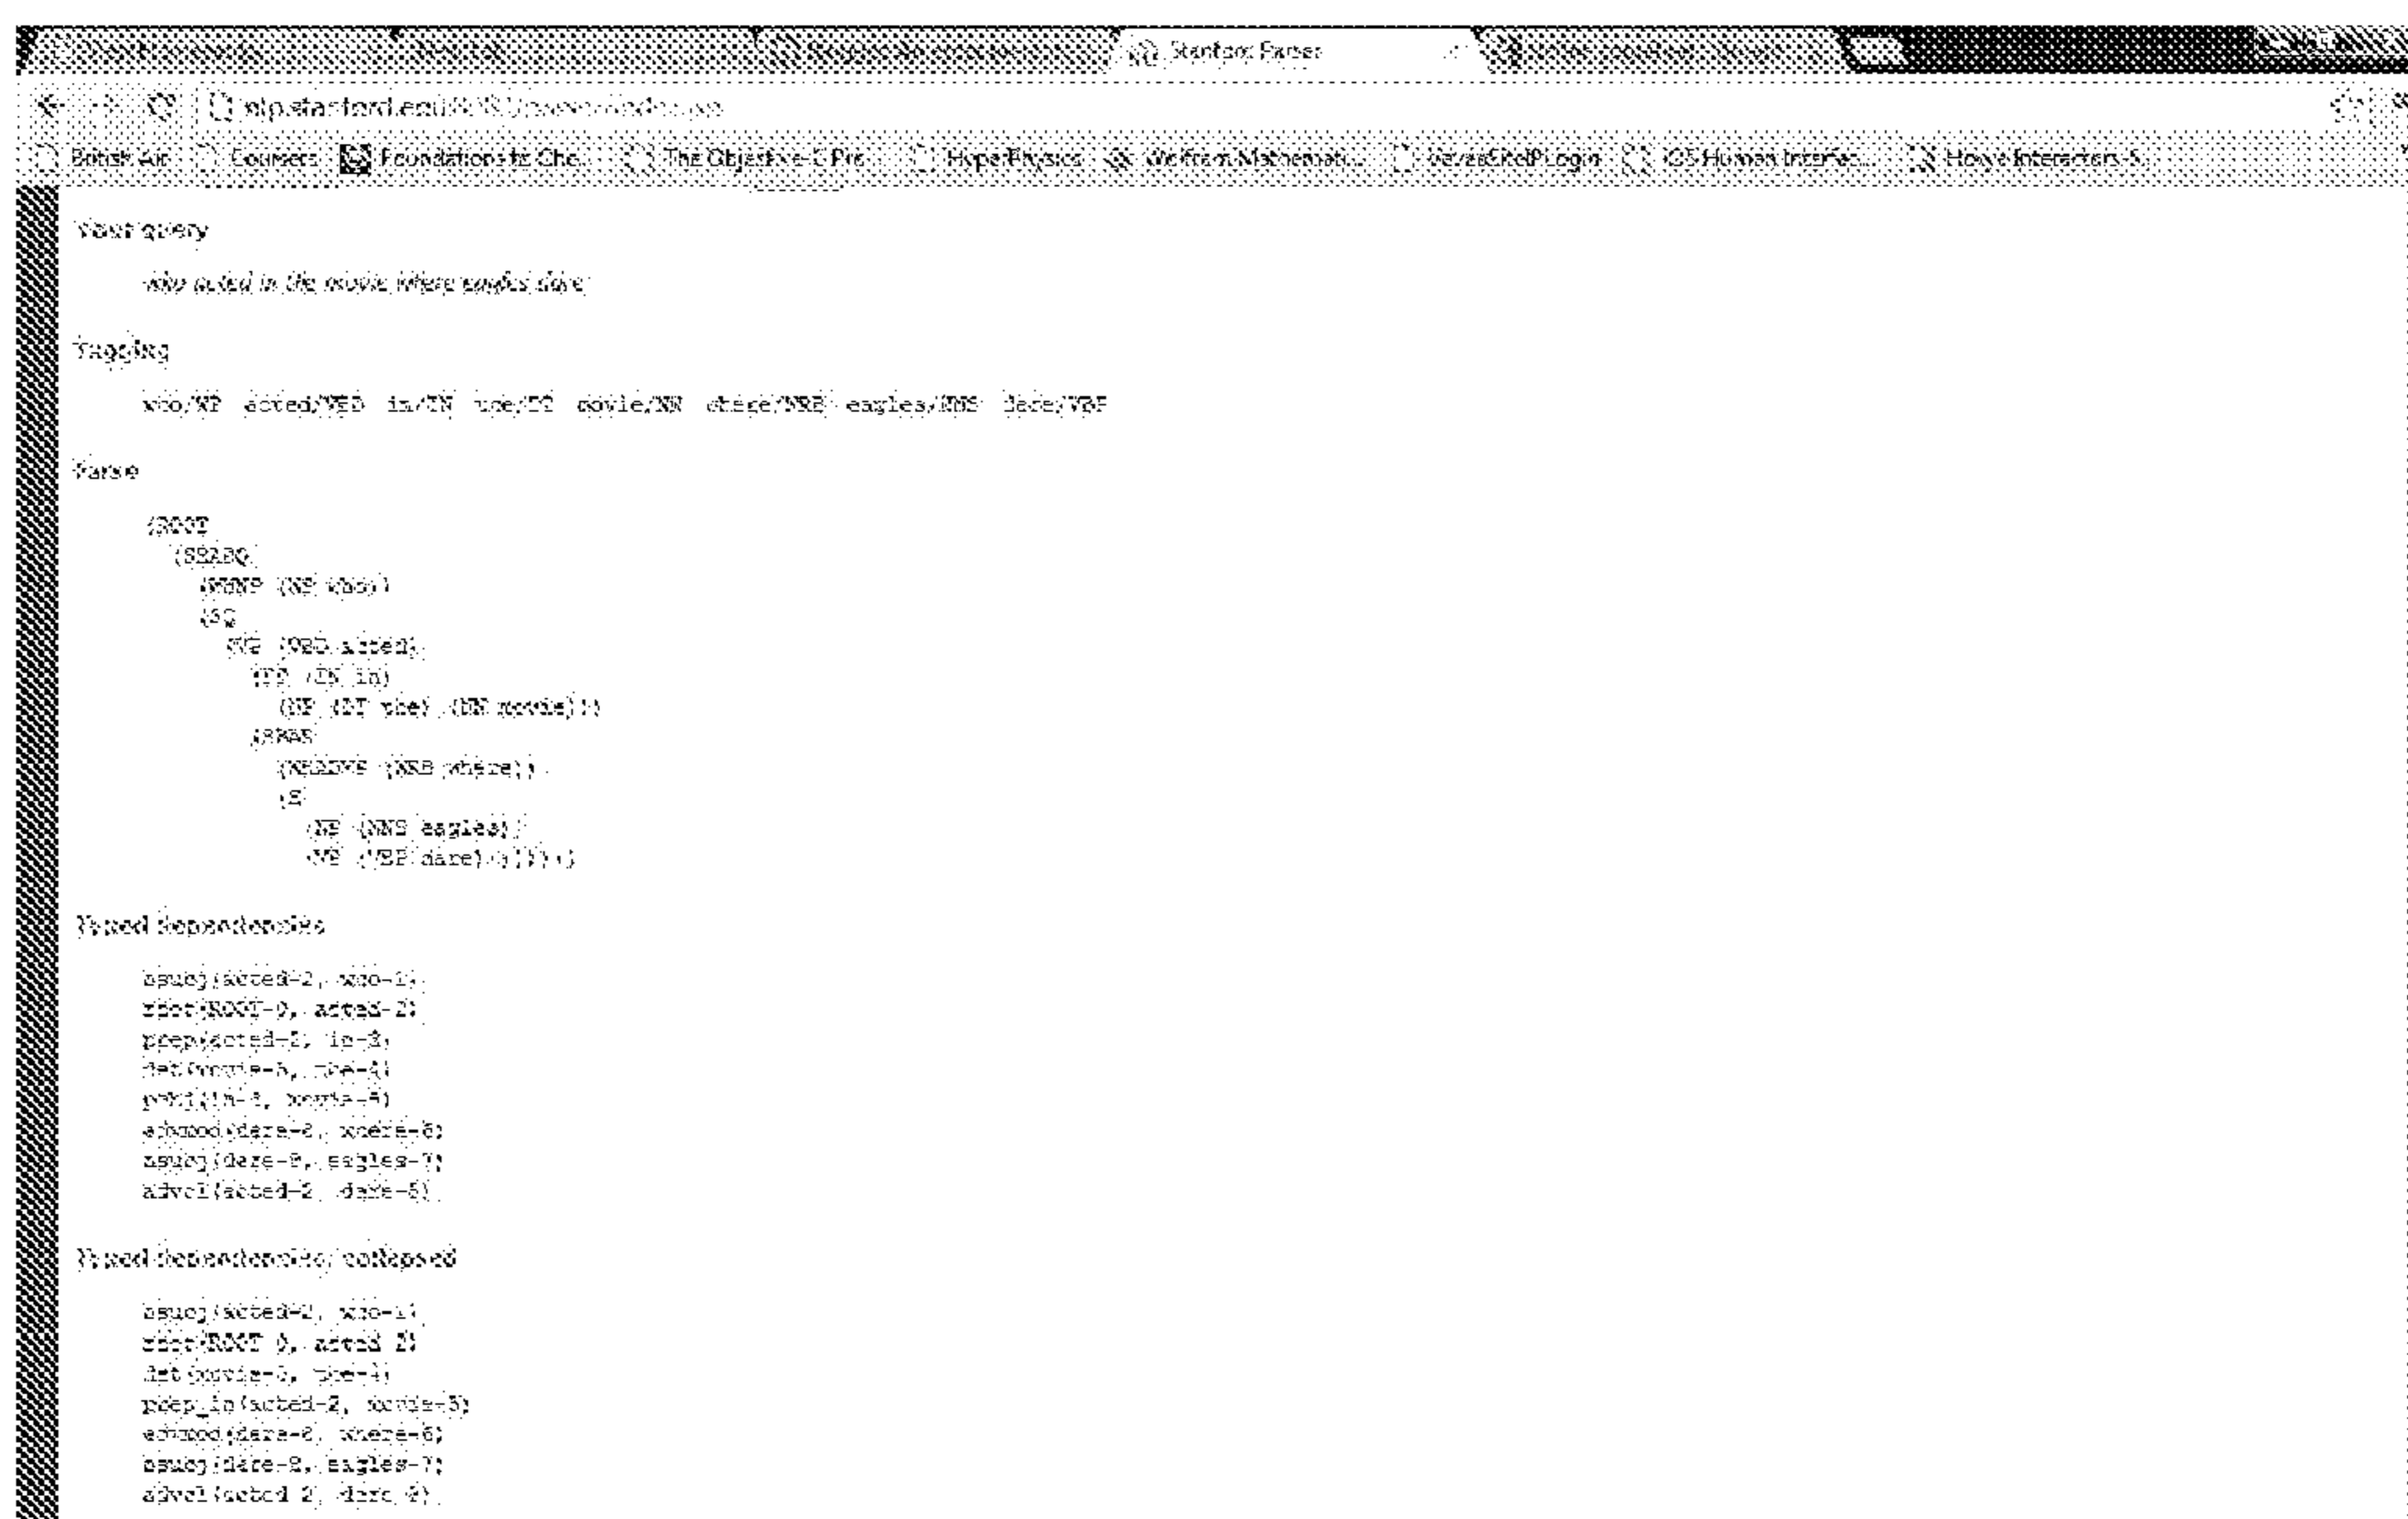 Stanford Parser
nlp.stanford.edu:8081/parser/index.jsp
British Air Coursera Foundations to Che... The Objective-C Pro... HyperPhysics Wolfram Mathemati... iOS Human Interfac...
Your query
who acted in the movie where eagles dare
Tagging
who/WP acted/VBD in/IN the/DT movie/NN where/WRB eagles/NNS dare/VBP
Parse
(ROOT
(SBARQ
(WHNP (WP who))
(SQ
(VP (VBD acted)
(PP (IN in)
(NP (DT the) (NN movie)))
(SBAR
(WHADVP (WRB where))
(S
(NP (NNS eagles))
(VP (VBP dare)))))))
Typed dependencies
nsubj(acted-2, who-1)
root(ROOT-0, acted-2)
prep(acted-2, in-3)
det(movie-5, the-4)
pobj(in-3, movie-5)
advmod(dare-8, where-6)
nsubj(dare-8, eagles-7)
advcl(acted-2, dare-8)
Typed dependencies, collapsed
nsubj(acted-2, who-1)
root(ROOT-0, acted-2)
det(movie-5, the-4)
prep_in(acted-2, movie-5)
advmod(dare-8, where-6)
nsubj(dare-8, eagles-7)
advcl(acted-2, dare-8)